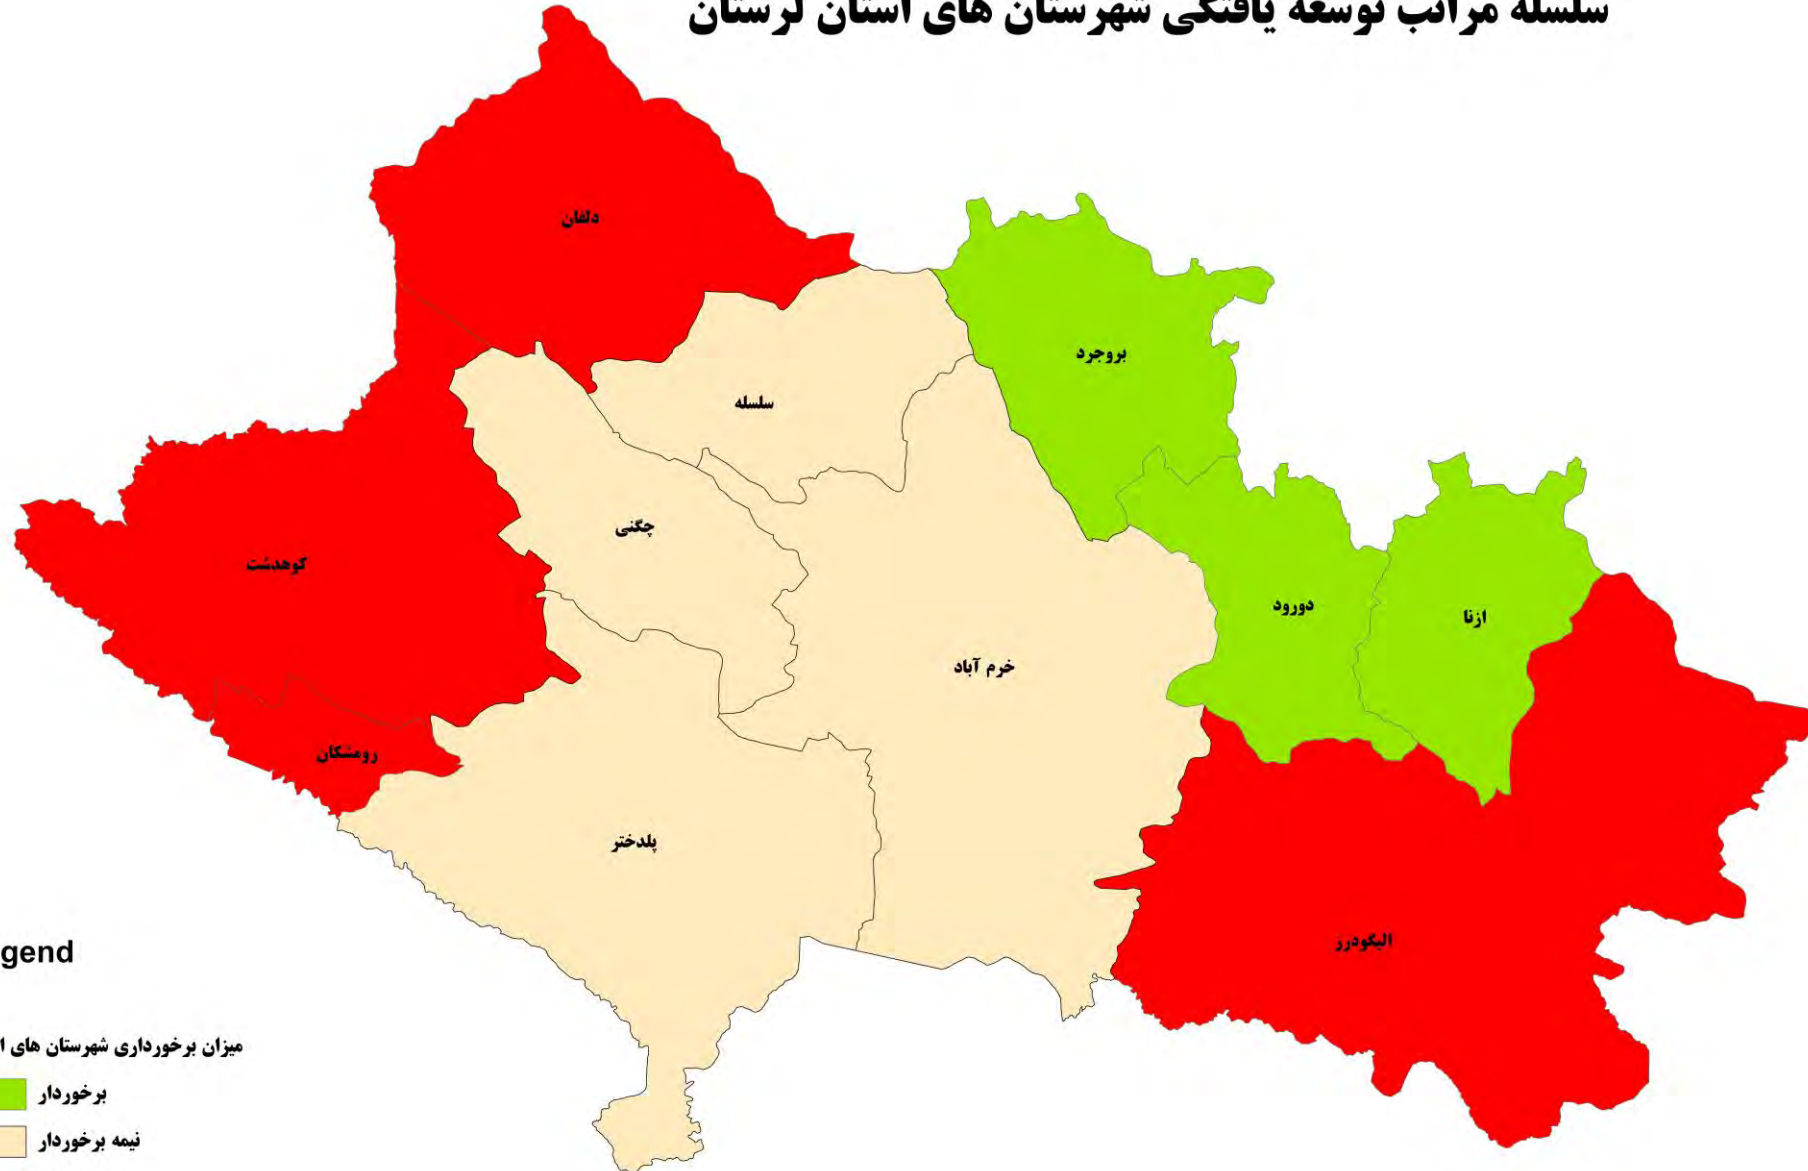 سلسله مراتب توسعه یافتگی شهرستان های استان لرستان
دلفان
بروجرد
سلسله
چگنی
کوهدشت
دورود
ازنا
خرم آباد
رومشکان
پلدختر
الیگودرز
gend
میزان برخورداری شهرستان های ا
برخوردار
نیمه برخوردار